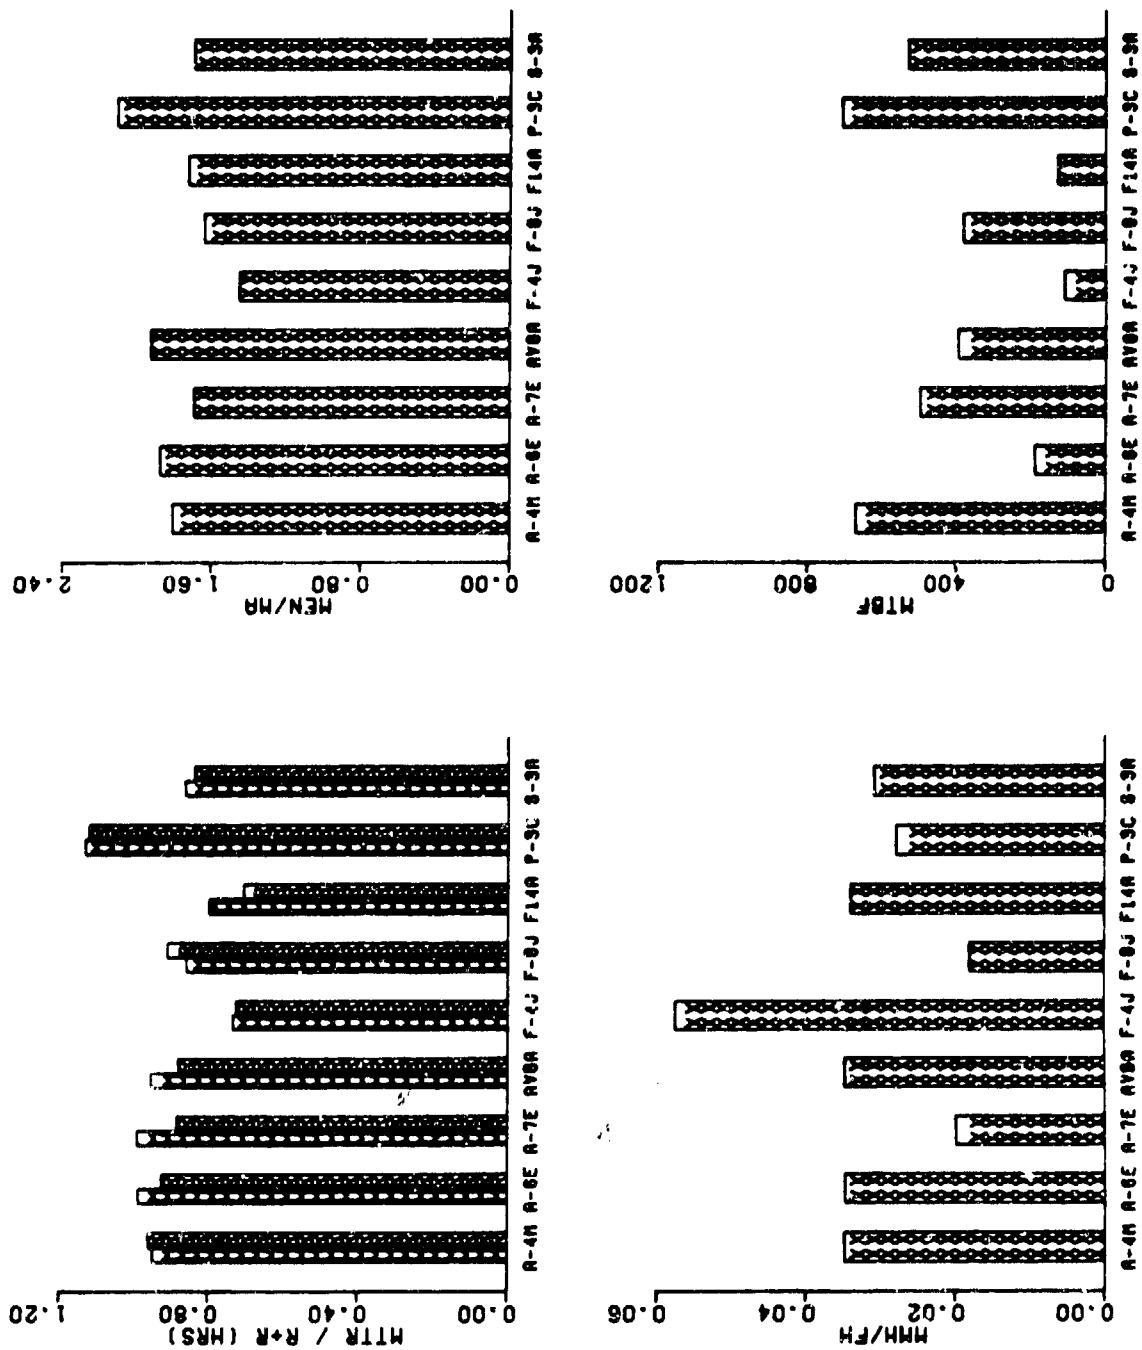 2.40
1.60
0.80
0.00
MEN/MA
A-4M A-6E A-7E AV8A F-4J F-8J F14A P-3C S-3A
1200
800
400
0
MTBF
A-4M A-6E A-7E AV8A F-4J F-8J F14A P-3C S-3A
1.20
0.80
0.40
0.00
MTTR / R+R (HRS)
A-4M A-6E A-7E AV8A F-4J F-8J F14A P-3C S-3A
0.06
0.04
0.02
0.00
MMH/FH
A-4M A-6E A-7E AV8A F-4J F-8J F14A P-3C S-3A